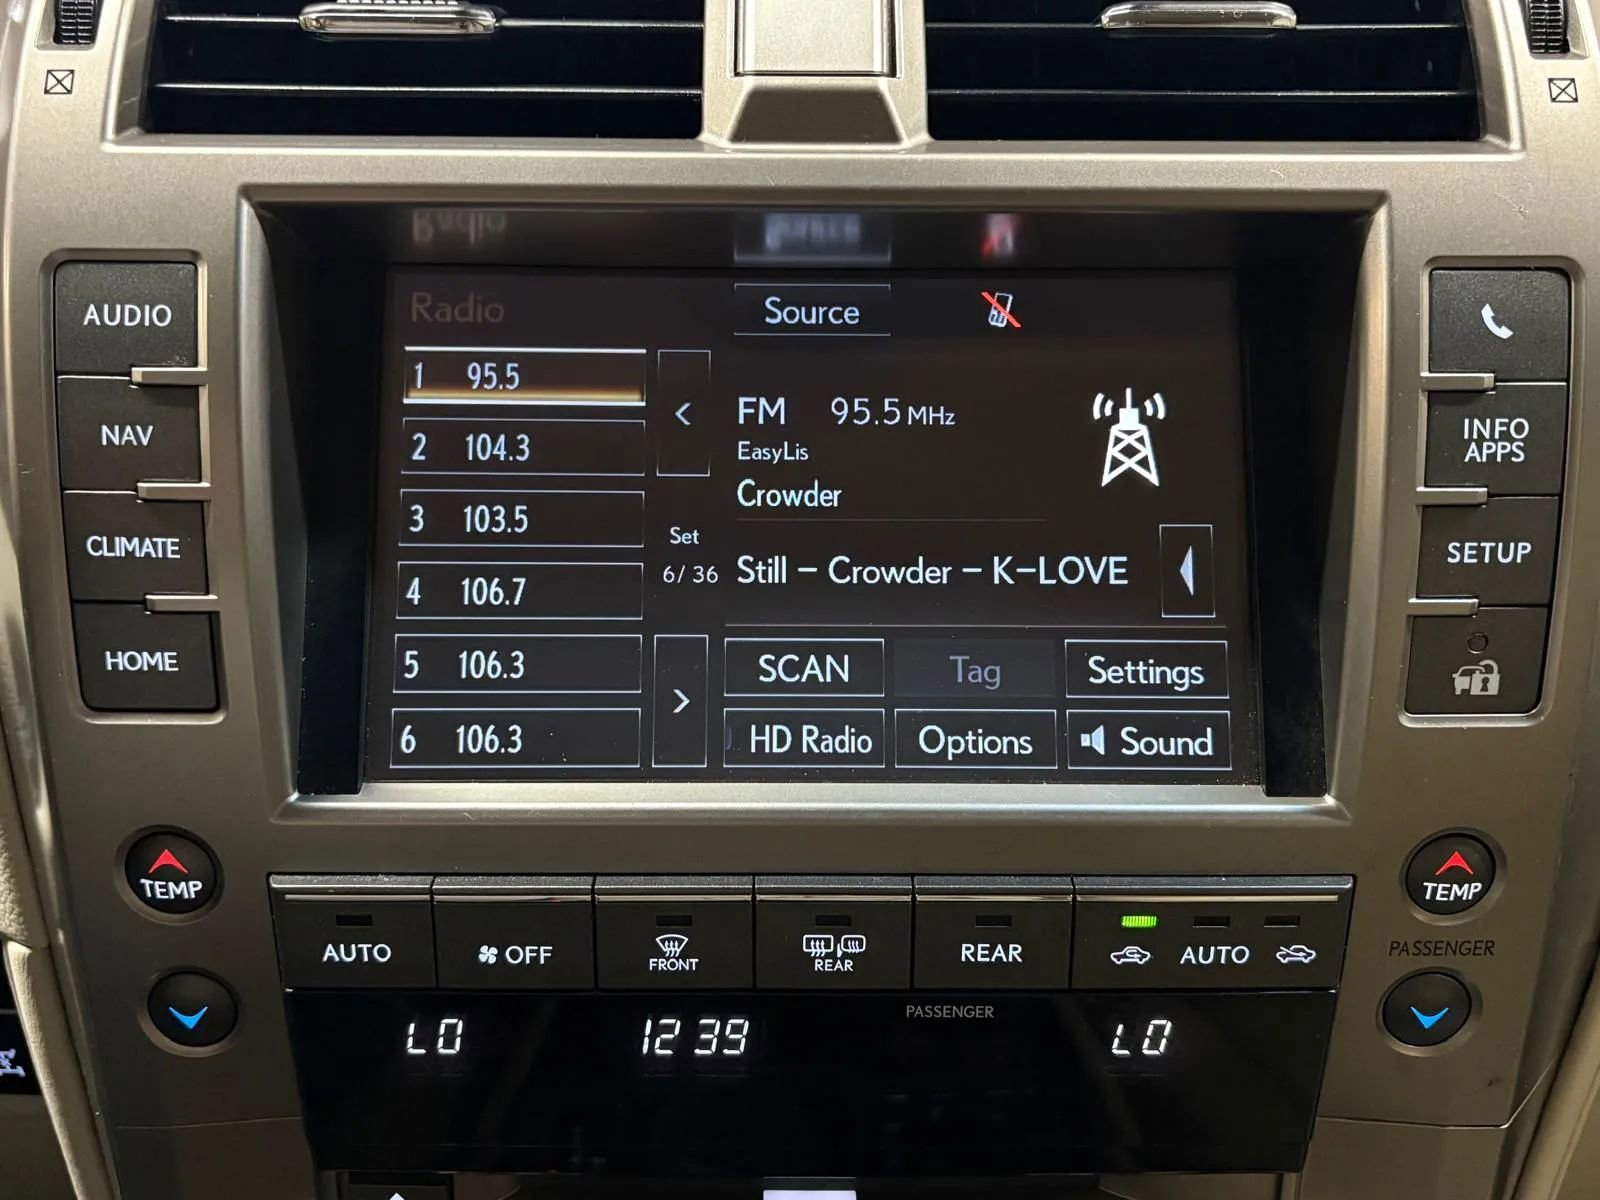 Radio
Source
1 95.5
2 104.3
3 103.5
4 106.7
5 106.3
6 106.3
<
Set
6/ 36
>
FM 95.5 MHz
EasyLis
Crowder
Still – Crowder – K–LOVE
SCAN
Tag
Settings
HD Radio
Options
Sound
AUDIO
NAV
CLIMATE
HOME
INFO
APPS
SETUP
TEMP
TEMP
PASSENGER
AUTO
OFF
FRONT
REAR
REAR
AUTO
PASSENGER
LO
12 39
LO